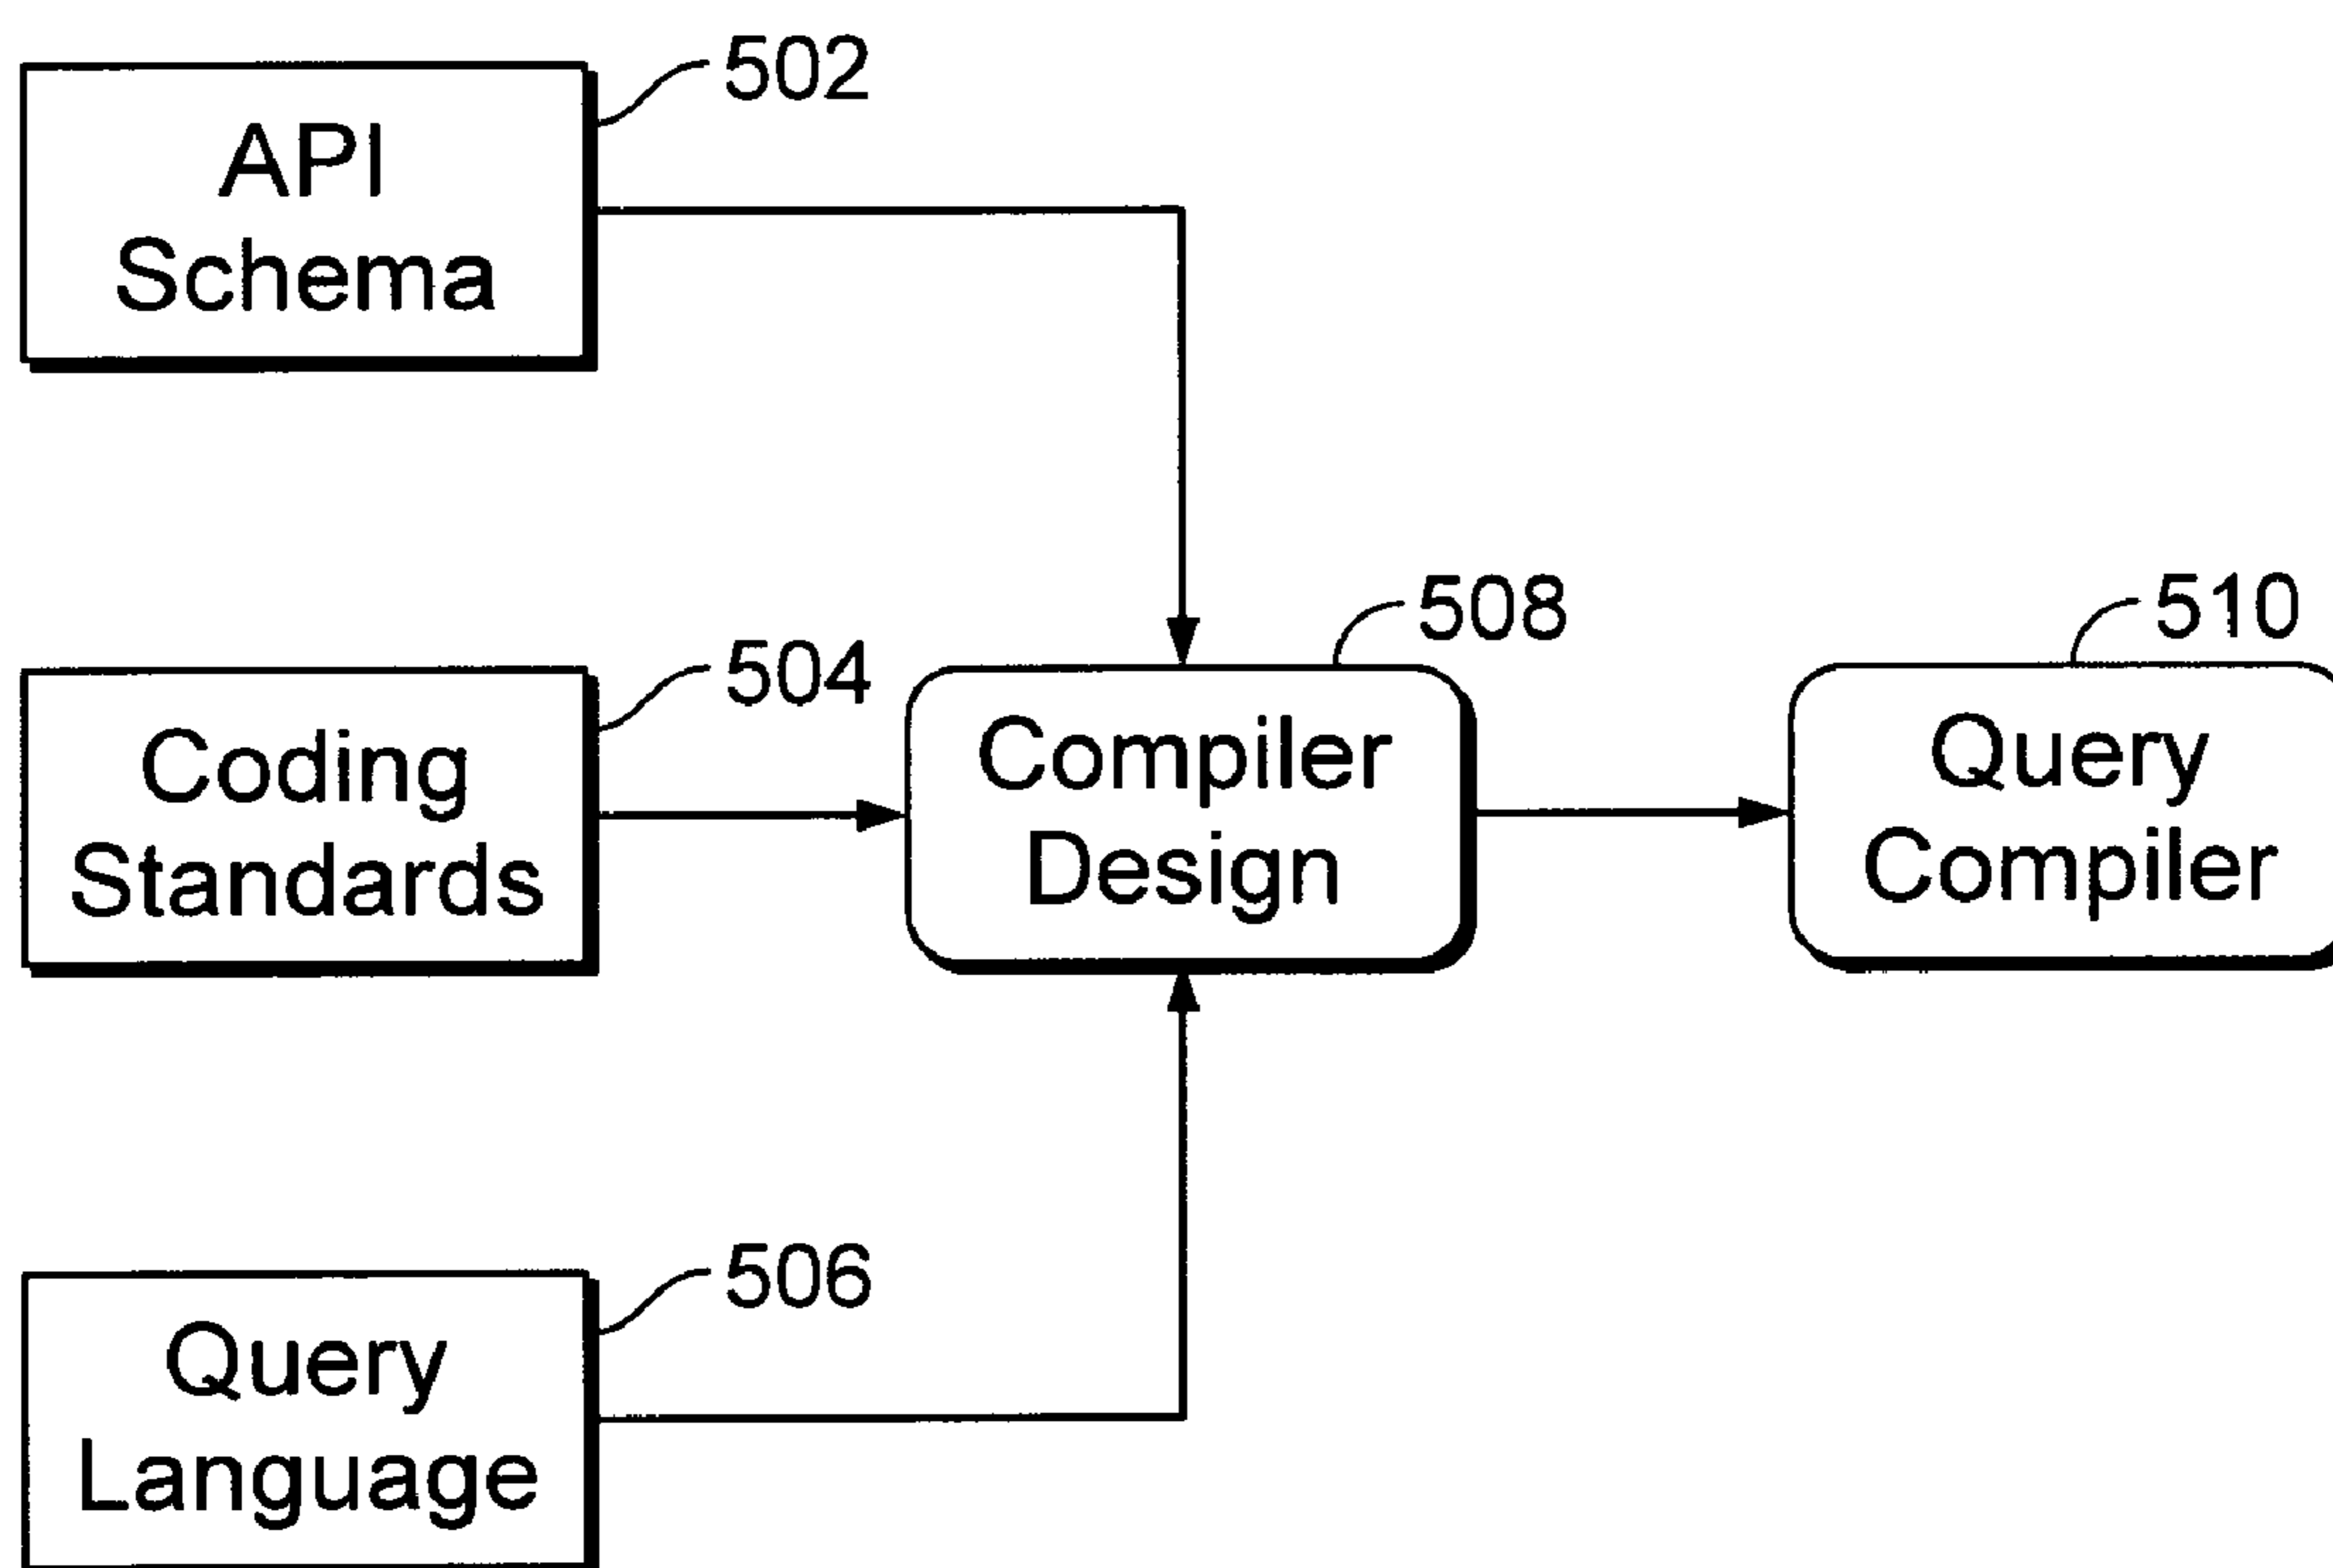 502
API
Schema
504
Coding
Standards
506
Query
Language
508
Compiler
Design
510
Query
Compiler